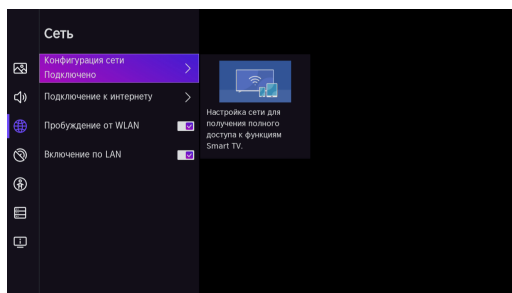 Сеть
Конфигурация сети
Подключено
Подключение к интернету
Пробуждение от WLAN
Включение по LAN
Настройка сети для
получения полного
доступа к функциям
Smart TV.